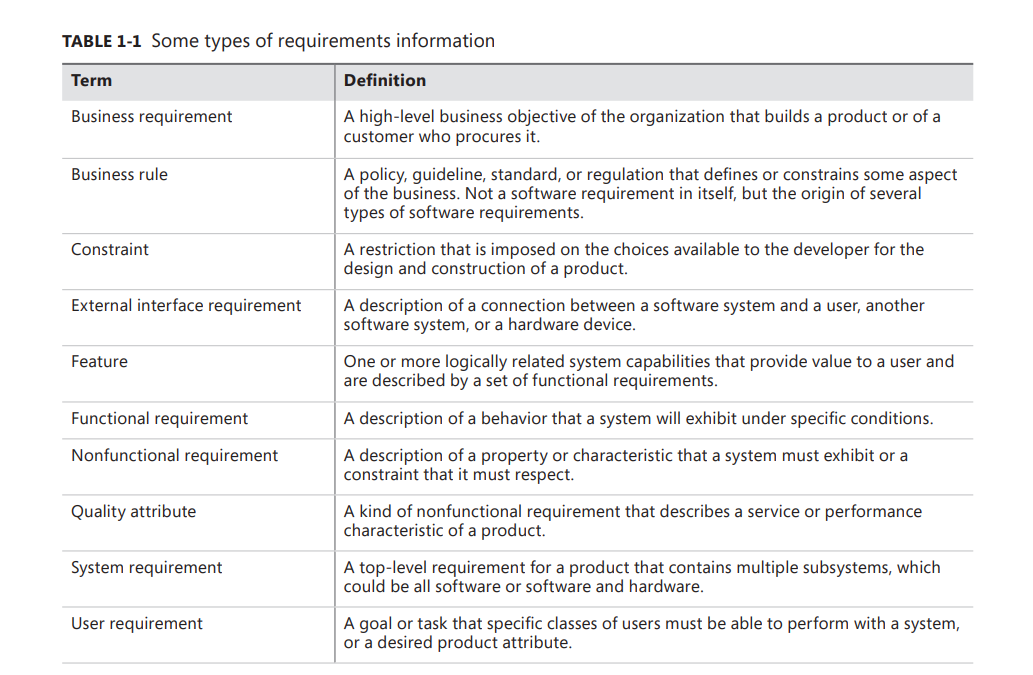 TABLE 1-1 Some types of requirements information
Term
Definition
Business requirement
A high-level business objective of the organization that builds a product or of a
customer who procures it.
Business rule
A policy, guideline, standard, or regulation that defines or constrains some aspect
of the business. Not a software requirement in itself, but the origin of several
types of software requirements.
Constraint
A restriction that is imposed on the choices available to the developer for the
design and construction of a product.
External interface requirement
A description of a connection between a software system and a user, another
software system, or a hardware device.
Feature
One or more logically related system capabilities that provide value to a user and
are described by a set of functional requirements.
Functional requirement
A description of a behavior that a system will exhibit under specific conditions.
Nonfunctional requirement
A description of a property or characteristic that a system must exhibit or a
constraint that it must respect.
Quality attribute
A kind of nonfunctional requirement that describes a service or performance
characteristic of a product.
System requirement
A top-level requirement for a product that contains multiple subsystems, which
could be all software or software and hardware.
User requirement
A goal or task that specific classes of users must be able to perform with a system,
or a desired product attribute.